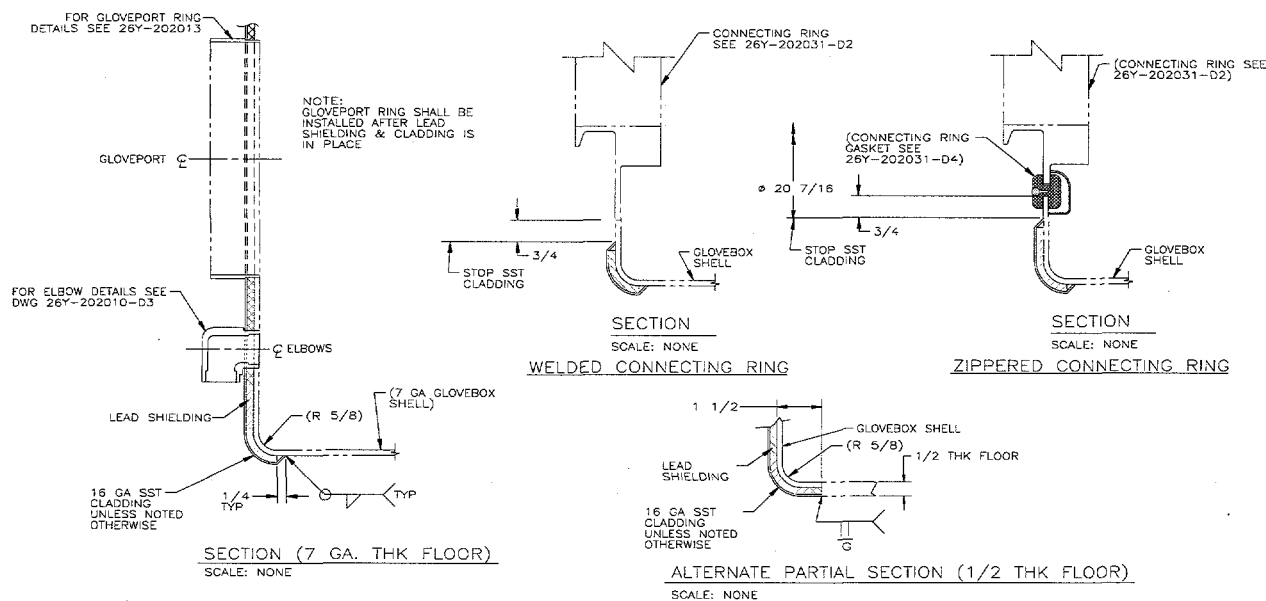 FOR GLOVEPORT RING
DETAILS SEE 26Y-202013
NOTE:
GLOVEPORT RING SHALL BE
INSTALLED AFTER LEAD
SHIELDING & CLADDING IS
IN PLACE
GLOVEPORT ℄
FOR ELBOW DETAILS SEE
DWG 26Y-202010-D3
℄ ELBOWS
LEAD SHIELDING
(R 5/8)
(7 GA GLOVEBOX
SHELL)
16 GA SST
CLADDING
UNLESS NOTED
OTHERWISE
1/4
TYP
TYP
SECTION (7 GA. THK FLOOR)
SCALE: NONE
CONNECTING RING
SEE 26Y-202031-D2
3/4
STOP SST
CLADDING
GLOVEBOX
SHELL
SECTION
SCALE: NONE
WELDED CONNECTING RING
(CONNECTING RING SEE
26Y-202031-D2)
(CONNECTING RING
GASKET SEE
26Y-202031-D4)
ø 20 7/16
3/4
STOP SST
CLADDING
GLOVEBOX
SHELL
SECTION
SCALE: NONE
ZIPPERED CONNECTING RING
1 1/2
GLOVEBOX SHELL
(R 5/8)
1/2 THK FLOOR
LEAD
SHIELDING
16 GA SST
CLADDING
UNLESS NOTED
OTHERWISE
G
ALTERNATE PARTIAL SECTION (1/2 THK FLOOR)
SCALE: NONE